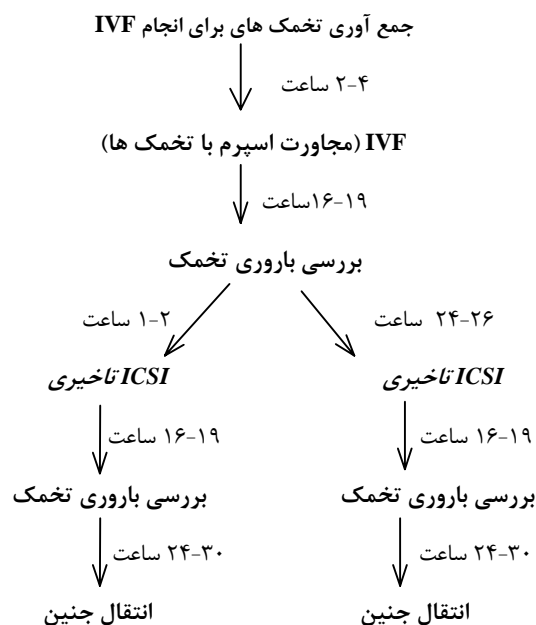 جمع آوری تخمک های برای انجام IVF
۲-۴ ساعت
IVF (مجاورت اسپرم با تخمک ها)
۱۶-۱۹ساعت
بررسی باروری تخمک
۲۴-۲۶ ساعت
۱-۲ ساعت
ICSI تاخیری
ICSI تاخیری
۱۶-۱۹ ساعت
۱۶-۱۹ ساعت
بررسی باروری تخمک
بررسی باروری تخمک
۲۴-۳۰ ساعت
۲۴-۳۰ ساعت
انتقال جنین
انتقال جنین